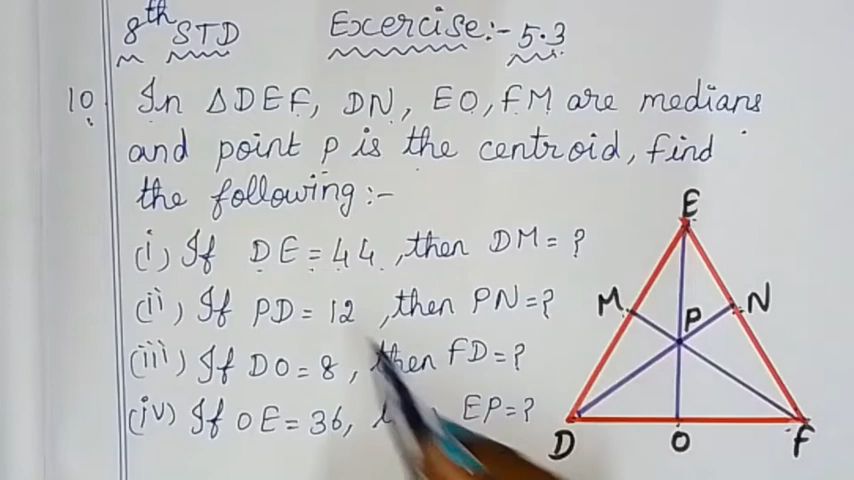 8th STD Exercise:- 5.3
10. In ΔDEF, DN, EO, FM are medians
and point P is the centroid, find
the following:-
(i) If DE = 44, then DM = ?
(ii) If PD = 12, then PN = ?
(iii) If DO = 8, then FD = ?
(iv) If OE = 36, EP = ?
E
M
N
P
D
O
F